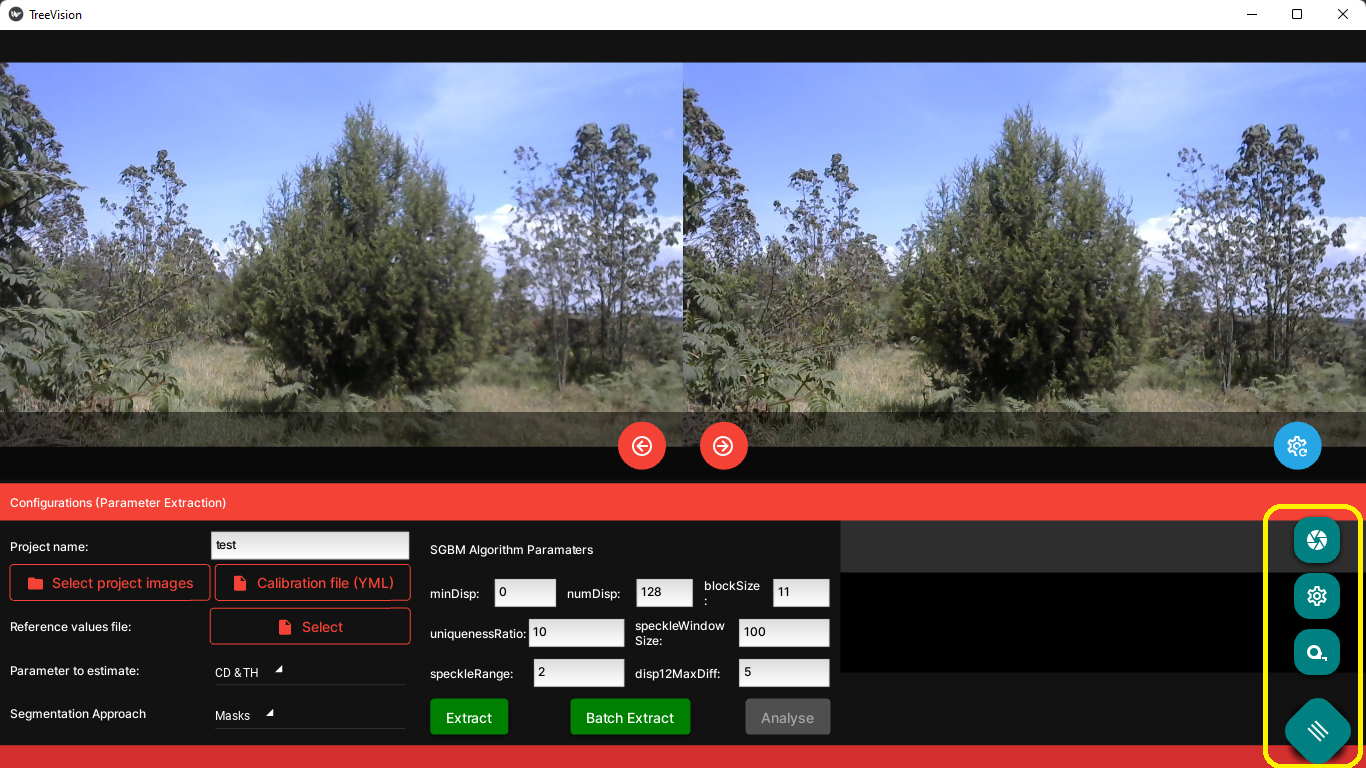 TreeVision
Configurations (Parameter Extraction)
Project name:
test
Select project images
Calibration file (YML)
Reference values file:
Select
Parameter to estimate:
CD & TH
Segmentation Approach
Masks
SGBM Algorithm Paramaters
minDisp:
0
numDisp:
128
blockSize
:
11
uniquenessRatio:
10
speckleWindow
Size:
100
speckleRange:
2
disp12MaxDiff:
5
Extract
Batch Extract
Analyse